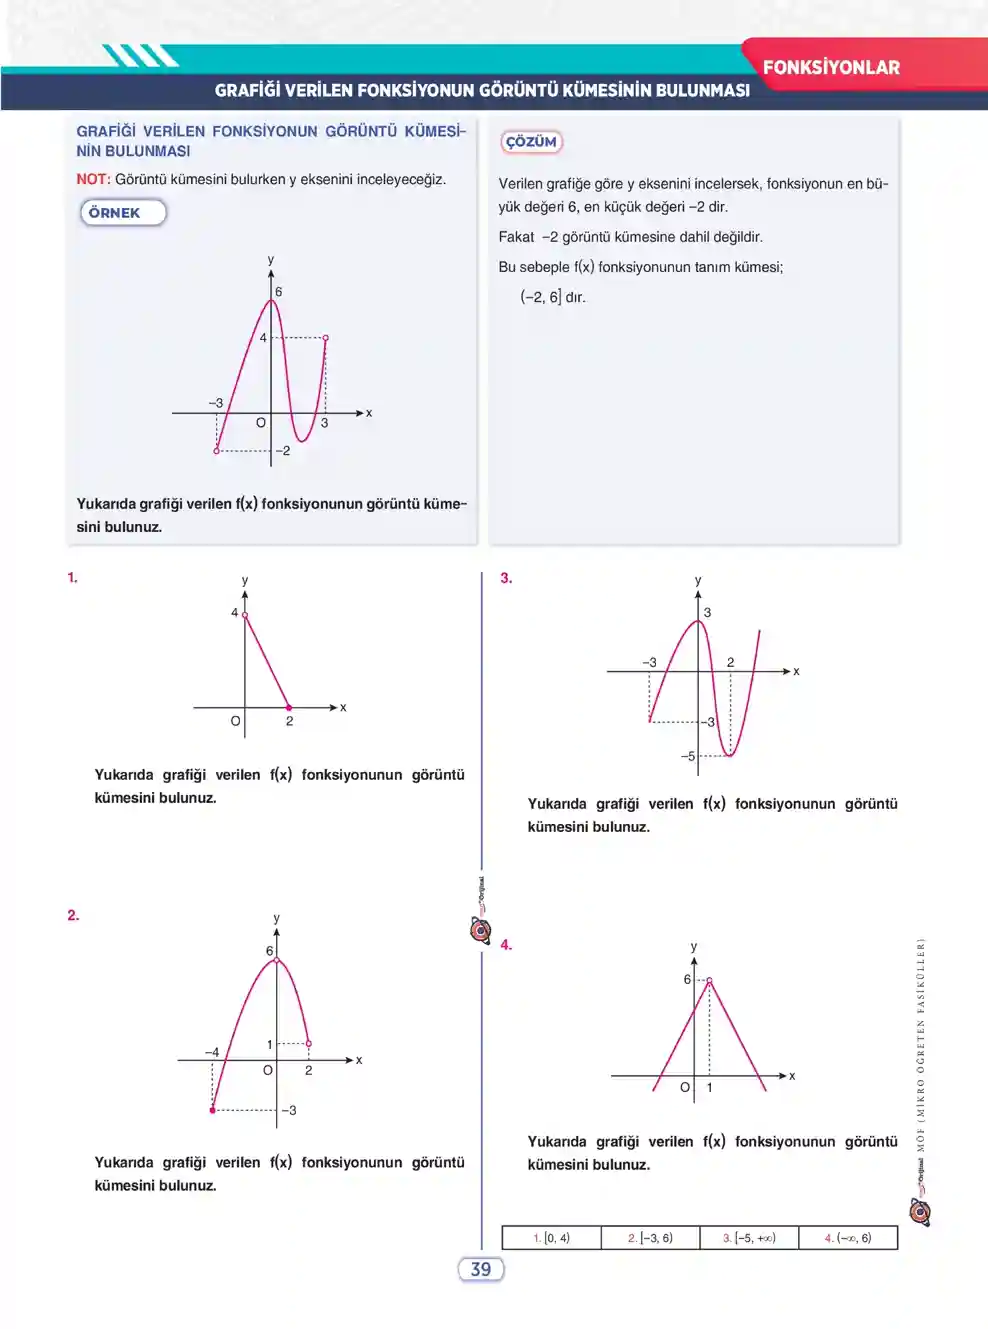 FONKSİYONLAR
GRAFİĞİ VERİLEN FONKSİYONUN GÖRÜNTÜ KÜMESİNİN BULUNMASI
GRAFİĞİ VERİLEN FONKSİYONUN GÖRÜNTÜ KÜMESİ-
NİN BULUNMASI
NOT: Görüntü kümesini bulurken y eksenini inceleyeceğiz.
ÖRNEK
y
6
4
-3
O
3
x
-2
Yukarıda grafiği verilen f(x) fonksiyonunun görüntü küme-
sini bulunuz.
ÇÖZÜM
Verilen grafiğe göre y eksenini incelersek, fonksiyonun en bü-
yük değeri 6, en küçük değeri -2 dir.
Fakat -2 görüntü kümesine dahil değildir.
Bu sebeple f(x) fonksiyonunun tanım kümesi;
(-2, 6] dır.
1.
y
4
O
2
x
Yukarıda grafiği verilen f(x) fonksiyonunun görüntü
kümesini bulunuz.
2.
y
6
1
-4
O
2
x
-3
Yukarıda grafiği verilen f(x) fonksiyonunun görüntü
kümesini bulunuz.
3.
y
3
-3
2
x
-3
-5
Yukarıda grafiği verilen f(x) fonksiyonunun görüntü
kümesini bulunuz.
4.
y
6
O
1
x
Yukarıda grafiği verilen f(x) fonksiyonunun görüntü
kümesini bulunuz.
1. [0, 4)
2. [-3, 6)
3. [-5, +∞)
4. (-∞, 6)
Orijinal
Orijinal MÖF (MİKRO ÖĞRETEN FASİKÜLLER)
39